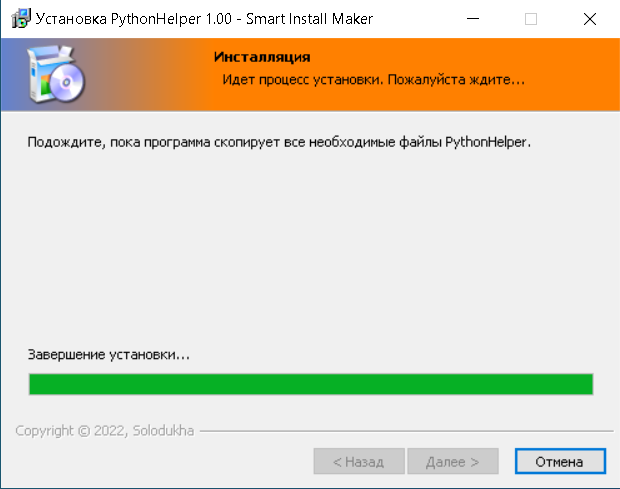 Установка PythonHelper 1.00 - Smart Install Maker
Инсталляция
Идет процесс установки. Пожалуйста ждите...
Подождите, пока программа скопирует все необходимые файлы PythonHelper.
Завершение установки...
Copyright © 2022, Solodukha
< Назад
Далее >
Отмена